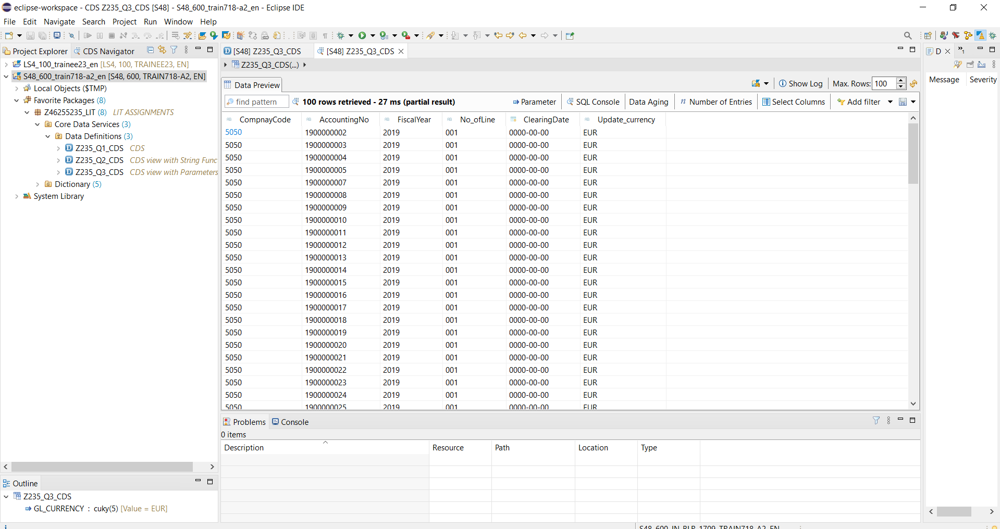 eclipse-workspace - CDS Z235_Q3_CDS [S48] - S48_600_train718-a2_en - Eclipse IDE
File Edit Navigate Search Project Run Window Help
Project Explorer CDS Navigator
LS4_100_trainee23_en [LS4, 100, TRAINEE23, EN]
S48_600_train718-a2_en [S48, 600, TRAIN718-A2, EN]
Local Objects ($TMP)
Favorite Packages (8)
Z46255235_LIT (8) LIT ASSIGNMENTS
Core Data Services (3)
Data Definitions (3)
Z235_Q1_CDS CDS
Z235_Q2_CDS CDS view with String Func
Z235_Q3_CDS CDS view with Parameters
Dictionary (5)
System Library
Outline
Z235_Q3_CDS
GL_CURRENCY : cuky(5) [Value = EUR]
[S48] Z235_Q3_CDS [S48] Z235_Q3_CDS
Z235_Q3_CDS(...)
Data Preview Show Log Max. Rows: 100
find pattern 100 rows retrieved - 27 ms (partial result) Parameter SQL Console Data Aging Number of Entries Select Columns Add filter
CompnayCode AccountingNo FiscalYear No_ofLine ClearingDate Update_currency
5050 1900000002 2019 001 0000-00-00 EUR
5050 1900000003 2019 001 0000-00-00 EUR
5050 1900000004 2019 001 0000-00-00 EUR
5050 1900000005 2019 001 0000-00-00 EUR
5050 1900000007 2019 001 0000-00-00 EUR
5050 1900000008 2019 001 0000-00-00 EUR
5050 1900000009 2019 001 0000-00-00 EUR
5050 1900000010 2019 001 0000-00-00 EUR
5050 1900000011 2019 001 0000-00-00 EUR
5050 1900000012 2019 001 0000-00-00 EUR
5050 1900000013 2019 001 0000-00-00 EUR
5050 1900000014 2019 001 0000-00-00 EUR
5050 1900000015 2019 001 0000-00-00 EUR
5050 1900000016 2019 001 0000-00-00 EUR
5050 1900000017 2019 001 0000-00-00 EUR
5050 1900000018 2019 001 0000-00-00 EUR
5050 1900000019 2019 001 0000-00-00 EUR
5050 1900000020 2019 001 0000-00-00 EUR
5050 1900000021 2019 001 0000-00-00 EUR
5050 1900000022 2019 001 0000-00-00 EUR
5050 1900000023 2019 001 0000-00-00 EUR
5050 1900000024 2019 001 0000-00-00 EUR
5050 1900000025 2019 001 0000-00-00 EUR
Problems Console
0 items
Description Resource Path Location Type
D
Message Severity
S48_600_IN_BLR_1709_TRAIN718-A2_EN